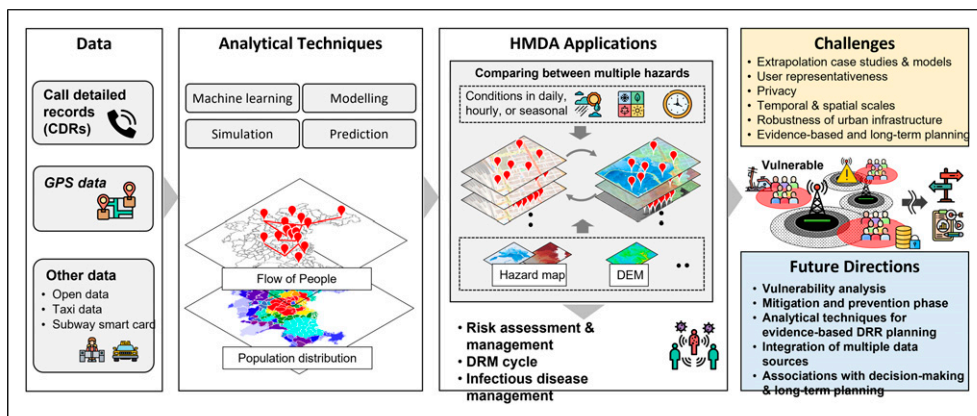 Data
Call detailed
records
(CDRs)
GPS data
Other data
• Open data
• Taxi data
• Subway smart card
Analytical Techniques
Machine learning
Modelling
Simulation
Prediction
Flow of People
Population distribution
HMDA Applications
Comparing between multiple hazards
Conditions in daily,
hourly, or seasonal
Hazard map
DEM
• Risk assessment &
management
• DRM cycle
• Infectious disease
management
Challenges
• Extrapolation case studies & models
• User representativeness
• Privacy
• Temporal & spatial scales
• Robustness of urban infrastructure
• Evidence-based and long-term planning
Vulnerable
Future Directions
• Vulnerability analysis
• Mitigation and prevention phase
• Analytical techniques for
evidence-based DRR planning
• Integration of multiple data
sources
• Associations with decision-making
& long-term planning